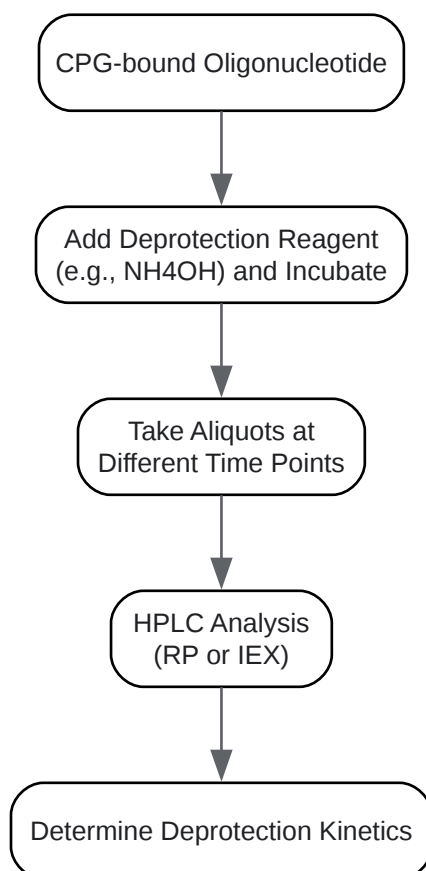 CPG-bound Oligonucleotide
Add Deprotection Reagent
(e.g., NH4OH) and Incubate
Take Aliquots at
Different Time Points
HPLC Analysis
(RP or IEX)
Determine Deprotection Kinetics